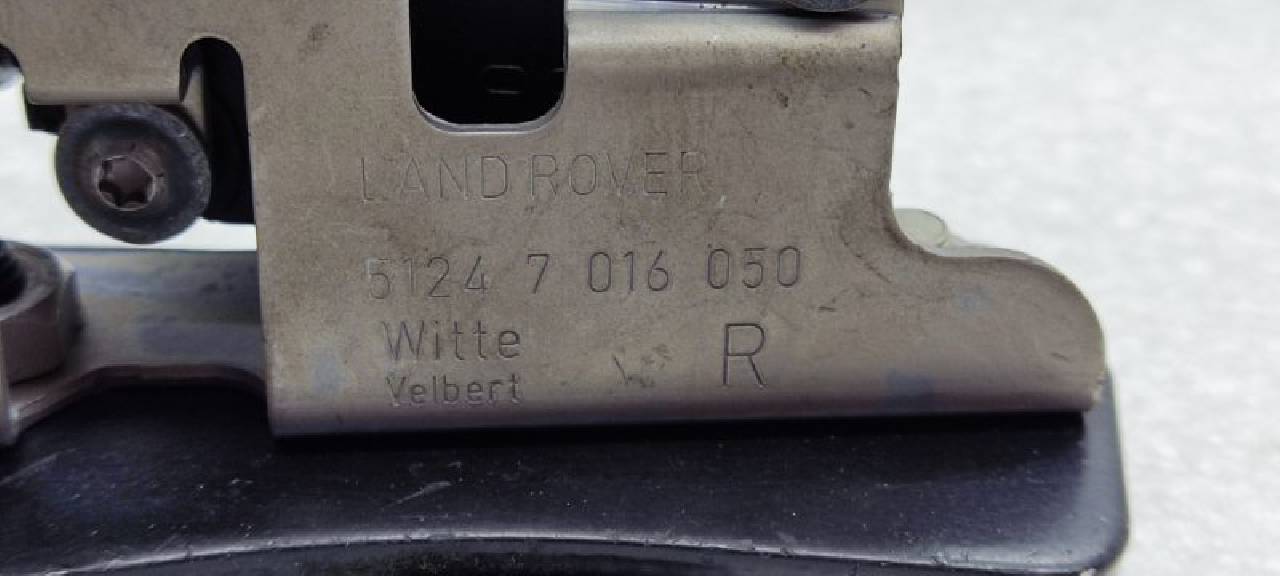 LAND ROVER
5124 7 016 050
Witte R
Velbert